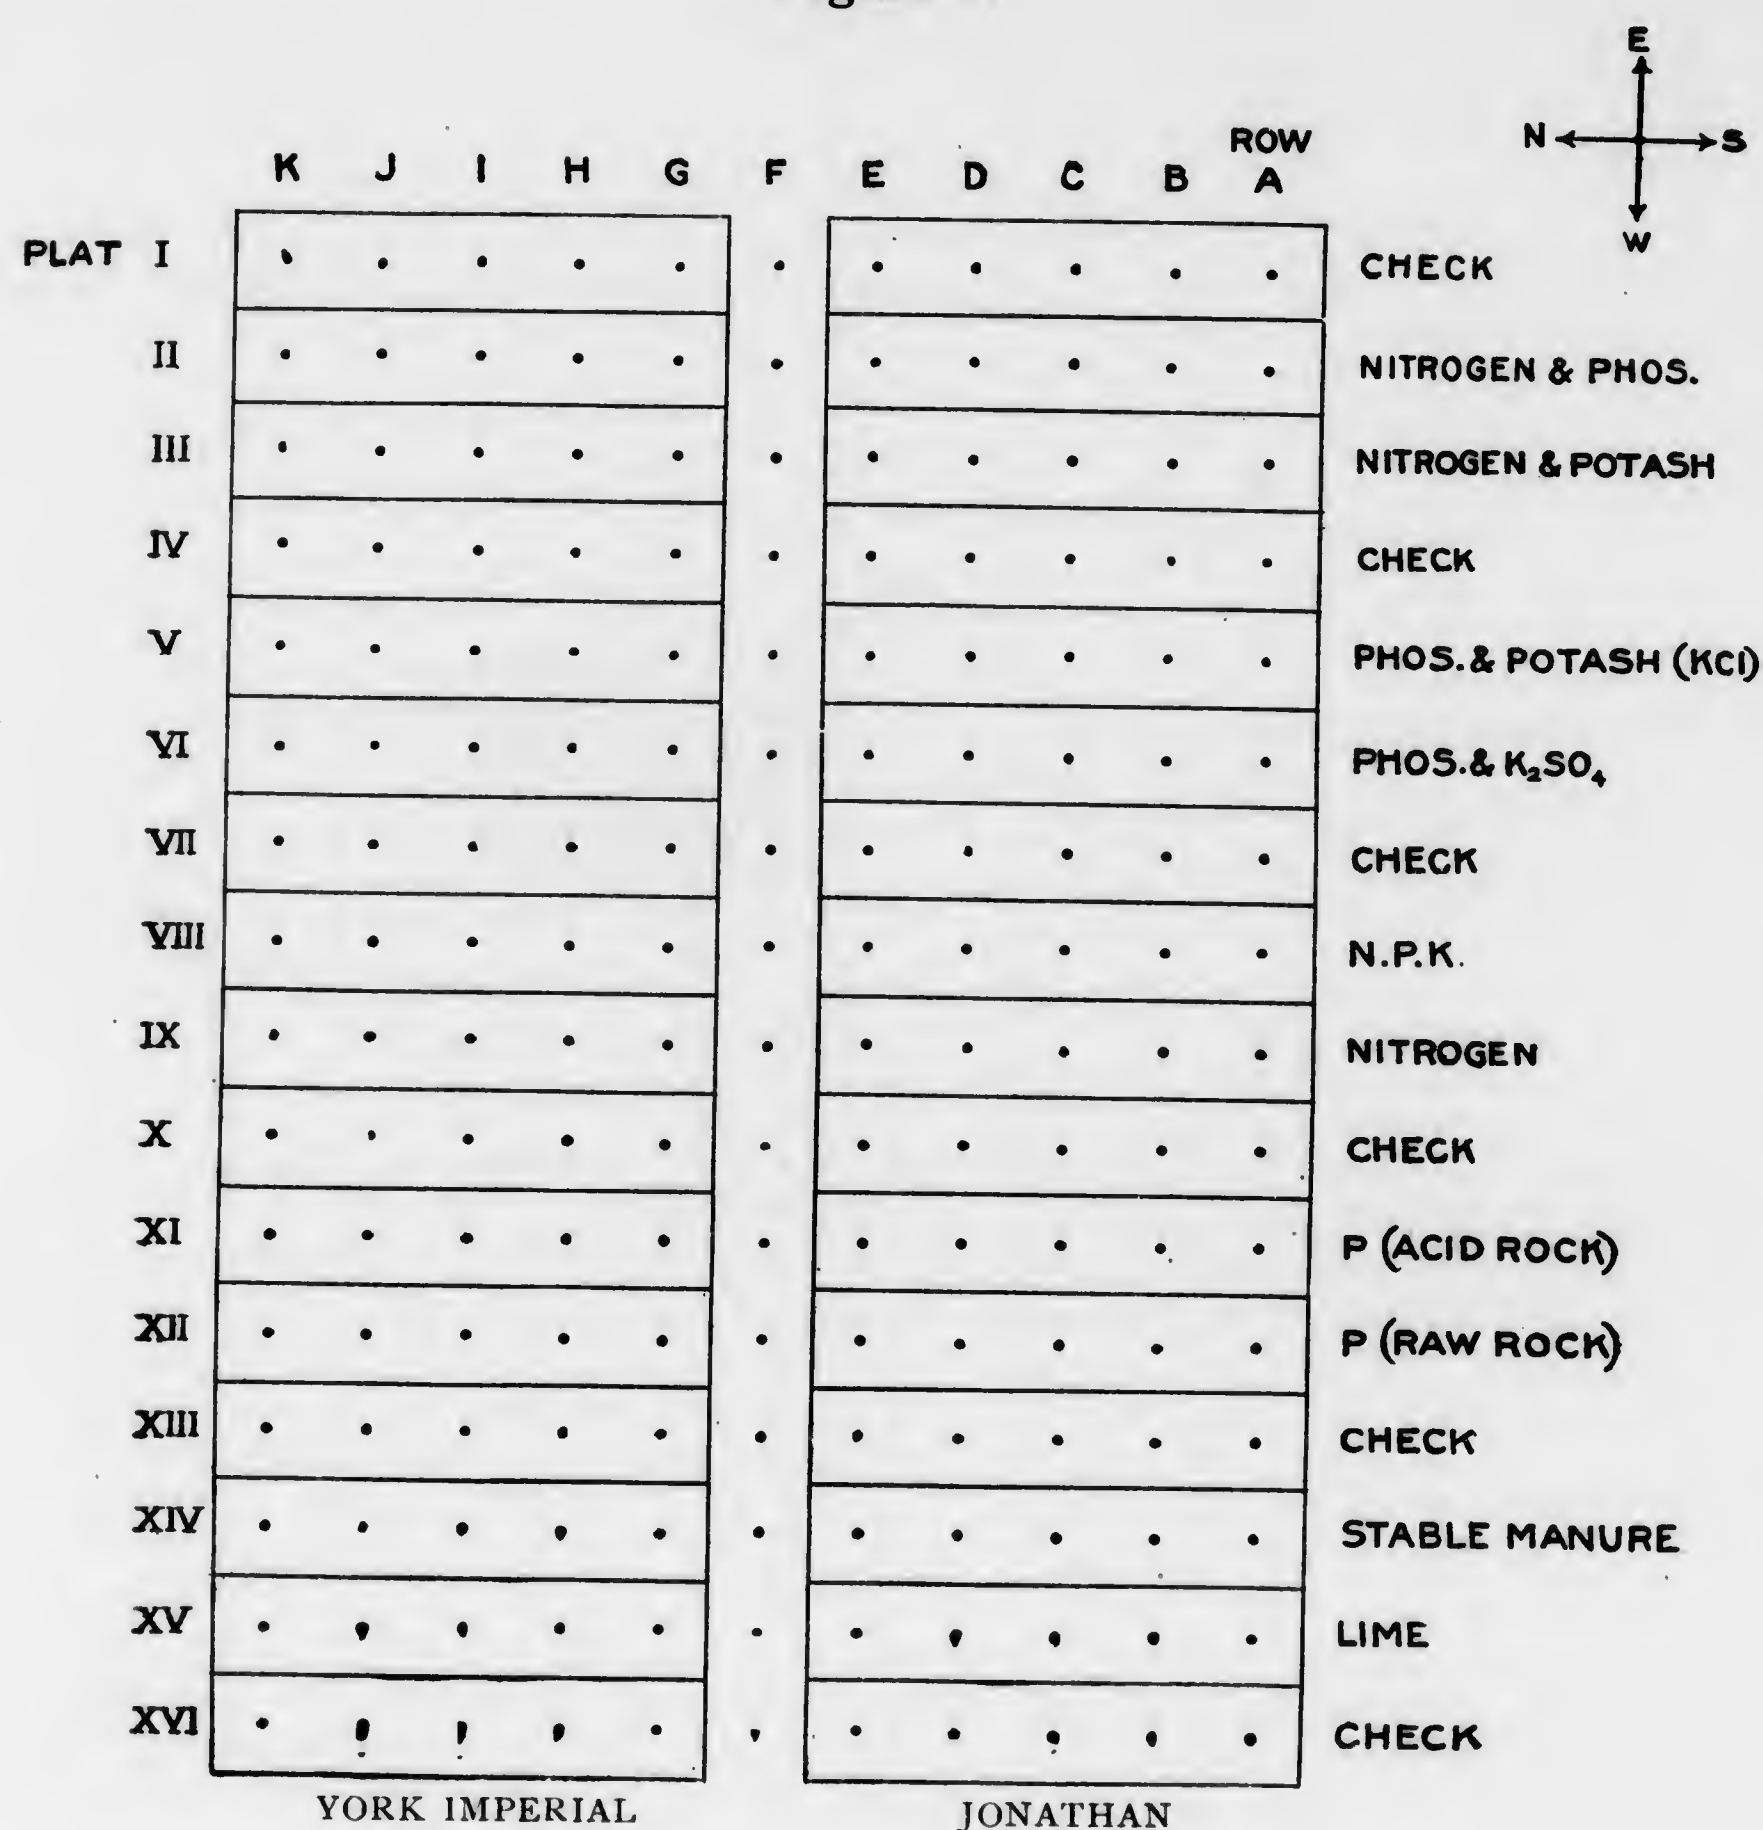 E
N S
W
ROW
K J I H G F E D C B A
PLAT I CHECK
II NITROGEN & PHOS.
III NITROGEN & POTASH
IV CHECK
V PHOS. & POTASH (KCl)
VI PHOS. & K₂SO₄
VII CHECK
VIII N.P.K.
IX NITROGEN
X CHECK
XI P (ACID ROCK)
XII P (RAW ROCK)
XIII CHECK
XIV STABLE MANURE
XV LIME
XVI CHECK
YORK IMPERIAL JONATHAN